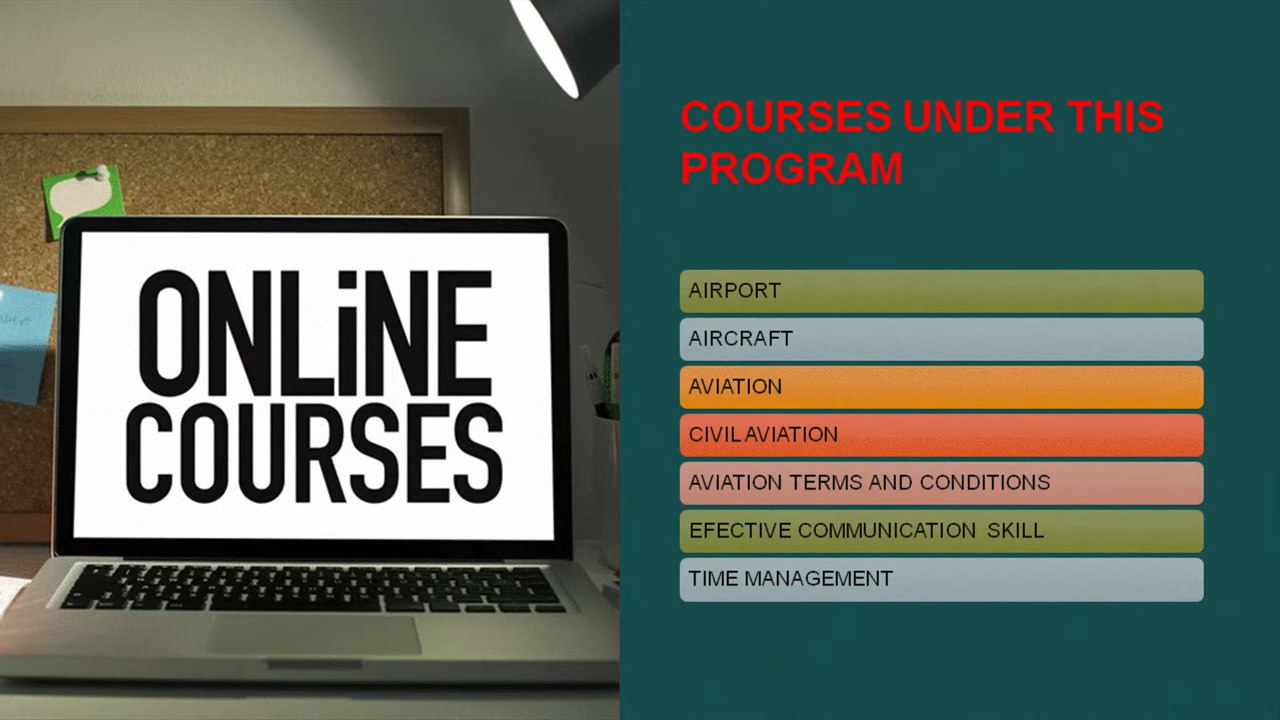 ONLiNE
COURSES
COURSES UNDER THIS
PROGRAM
AIRPORT
AIRCRAFT
AVIATION
CIVIL AVIATION
AVIATION TERMS AND CONDITIONS
EFECTIVE COMMUNICATION SKILL
TIME MANAGEMENT